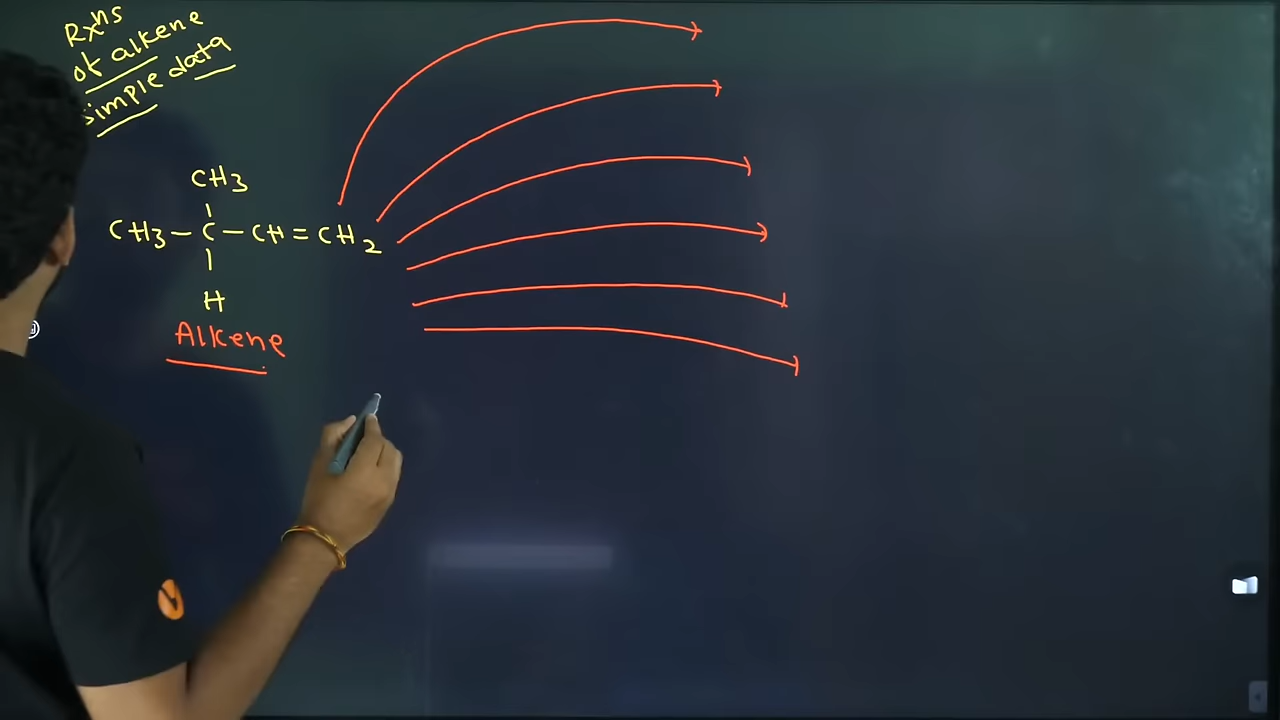 Rxns
of alkene
simple data
CH3
CH3-C-CH=CH2
H
Alkene